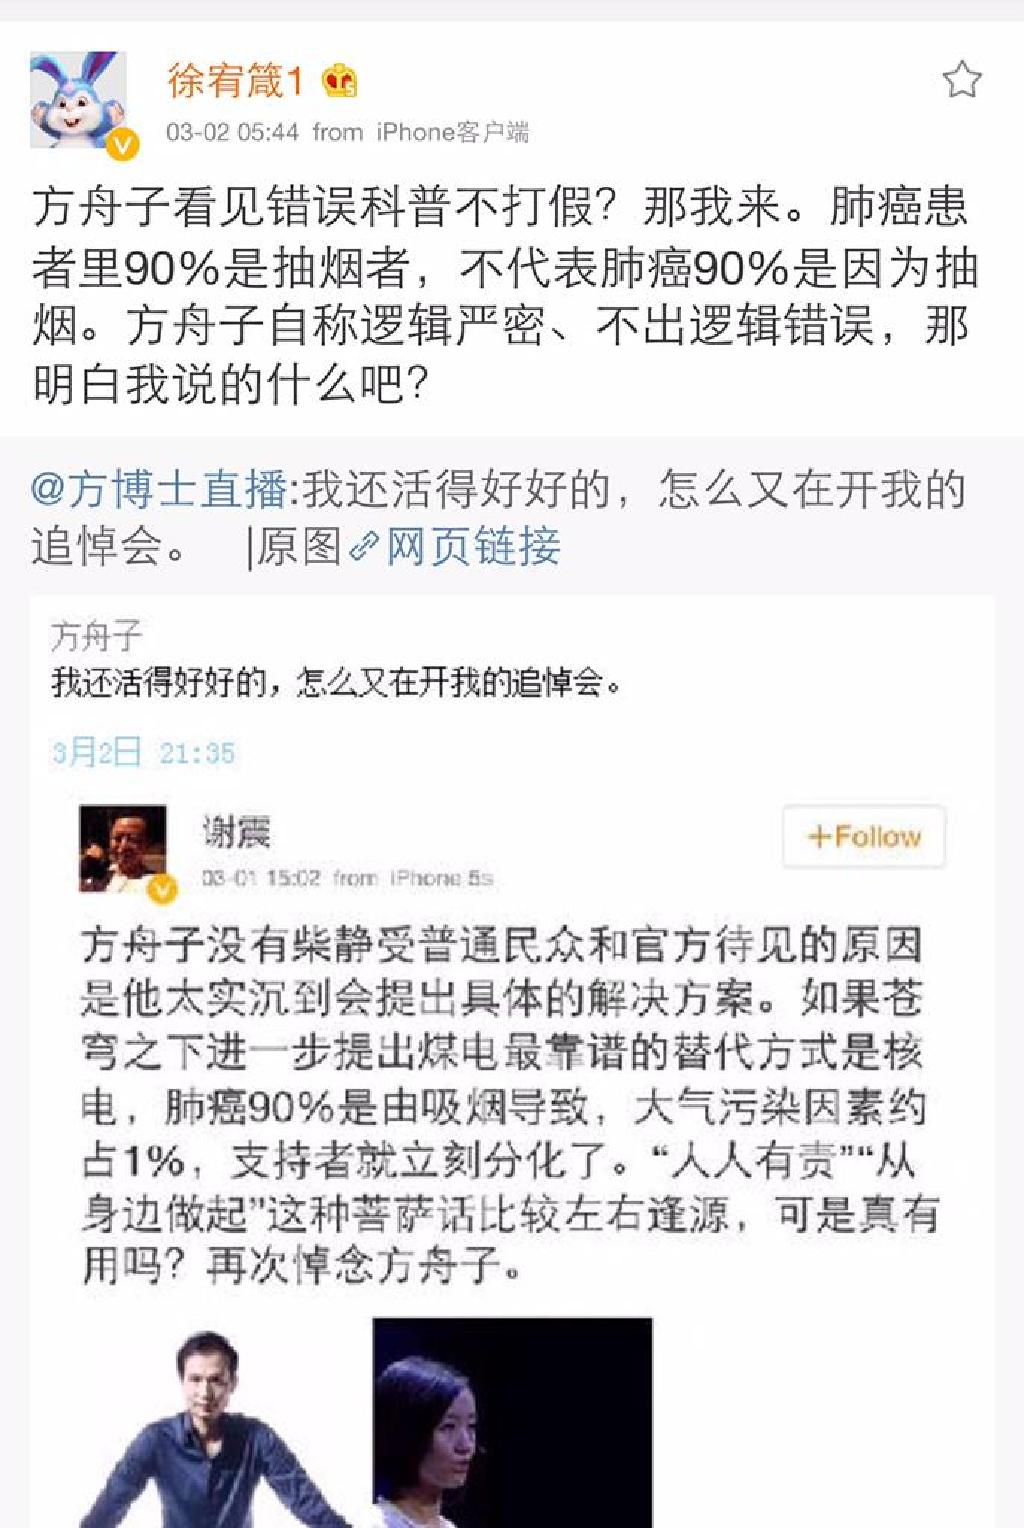 徐宥箴1
03-02 05:44 from iPhone客户端
方舟子看见错误科普不打假？那我来。肺癌患
者里90%是抽烟者，不代表肺癌90%是因为抽
烟。方舟子自称逻辑严密、不出逻辑错误，那
明白我说的什么吧？
@方博士直播:我还活得好好的，怎么又在开我的
追悼会。 |原图 网页链接
方舟子
我还活得好好的，怎么又在开我的追悼会。
3月2日 21:35
谢震
+Follow
03-01 15:02 from iPhone 5s
方舟子没有柴静受普通民众和官方待见的原因
是他太实沉到会提出具体的解决方案。如果苍
穹之下进一步提出煤电最靠谱的替代方式是核
电，肺癌90%是由吸烟导致，大气污染因素约
占1%，支持者就立刻分化了。“人人有责”“从
身边做起”这种菩萨话比较左右逢源，可是真有
用吗？再次悼念方舟子。